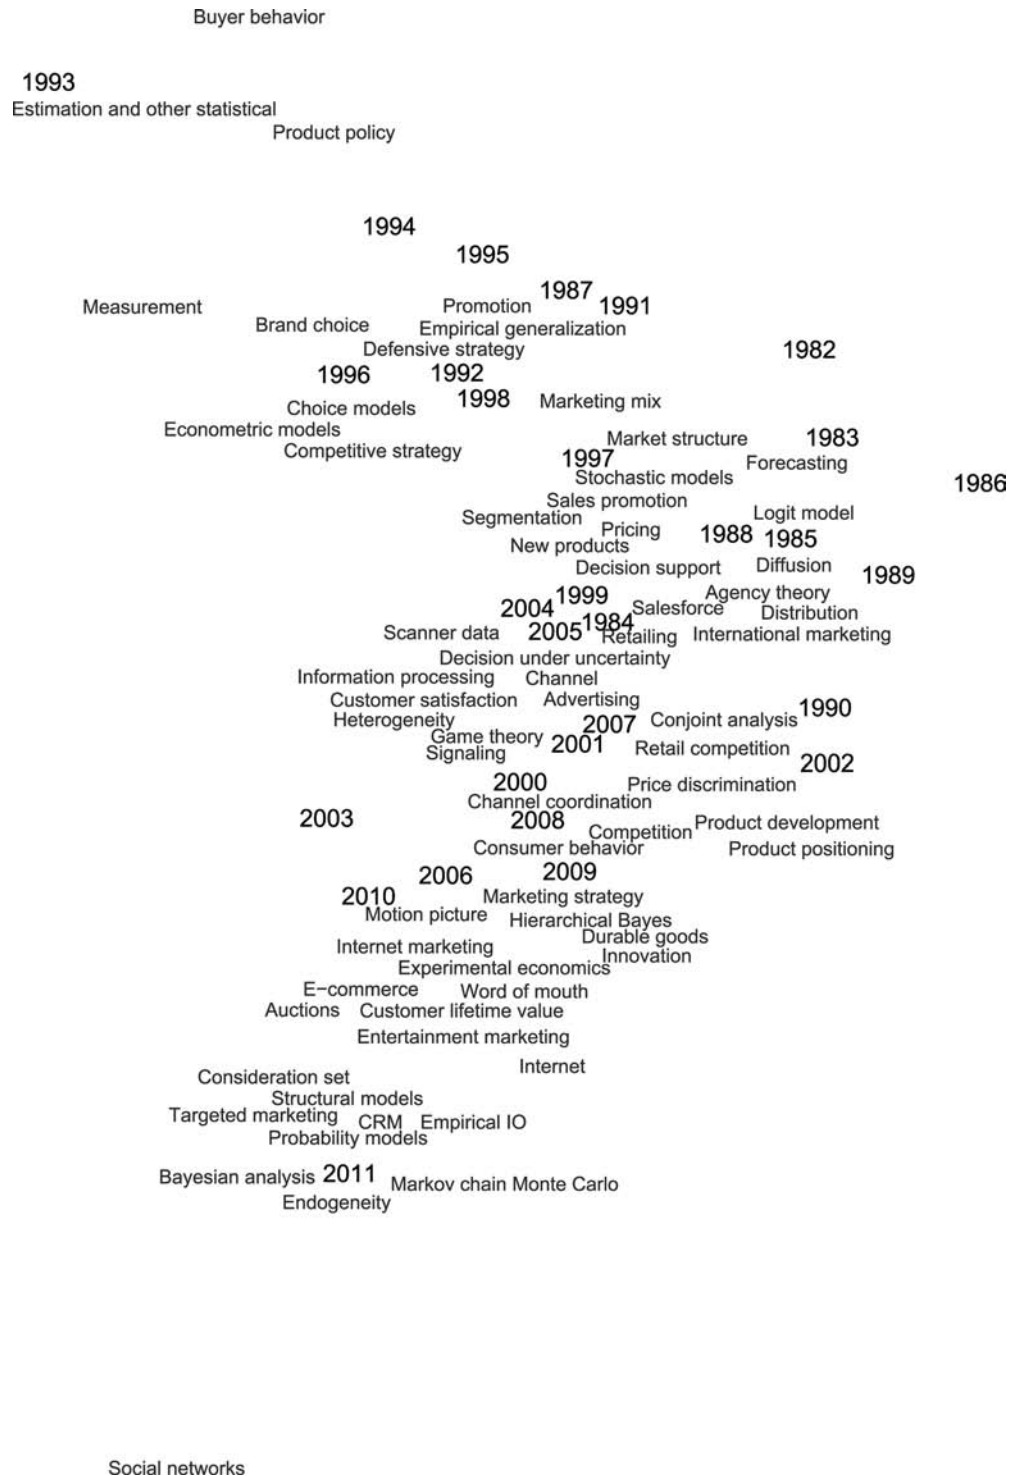 Buyer behavior
1993
Estimation and other statistical
Product policy
1994
1995
1987
Measurement
Promotion
1991
Brand choice
Empirical generalization
Defensive strategy
1982
1996
1992
1998
Marketing mix
Choice models
Econometric models
Market structure
1983
Competitive strategy
1997
Forecasting
Stochastic models
1986
Sales promotion
Segmentation
Logit model
Pricing
1988
1985
New products
Decision support
Diffusion
1989
1999
Agency theory
2004
Salesforce
Distribution
1984
Scanner data
2005
Retailing
International marketing
Decision under uncertainty
Information processing
Channel
Customer satisfaction
Advertising
1990
Heterogeneity
2007
Conjoint analysis
Game theory
2001
Retail competition
Signaling
2002
2000
Price discrimination
Channel coordination
2003
2008
Competition
Product development
Consumer behavior
Product positioning
2006
2009
2010
Marketing strategy
Motion picture
Hierarchical Bayes
Durable goods
Internet marketing
Innovation
Experimental economics
E−commerce
Word of mouth
Auctions
Customer lifetime value
Entertainment marketing
Internet
Consideration set
Structural models
Targeted marketing
CRM
Empirical IO
Probability models
Bayesian analysis
2011
Markov chain Monte Carlo
Endogeneity
Social networks